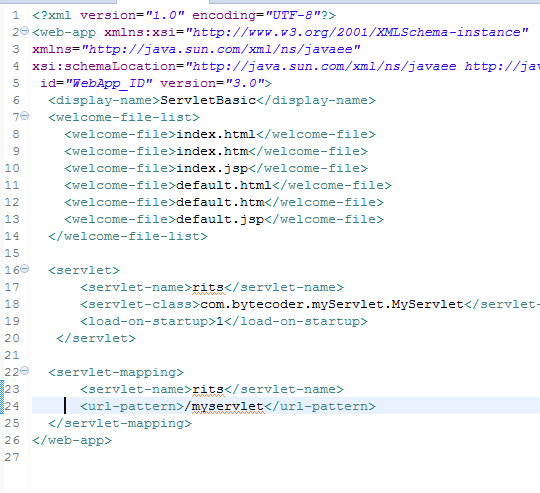 1 <?xml version="1.0" encoding="UTF-8"?>
2 <web-app xmlns:xsi="http://www.w3.org/2001/XMLSchema-instance"
3 xmlns="http://java.sun.com/xml/ns/javaee"
4 xsi:schemaLocation="http://java.sun.com/xml/ns/javaee http://jav
5  id="WebApp_ID" version="3.0">
6   <display-name>ServletBasic</display-name>
7   <welcome-file-list>
8     <welcome-file>index.html</welcome-file>
9     <welcome-file>index.htm</welcome-file>
10     <welcome-file>index.jsp</welcome-file>
11     <welcome-file>default.html</welcome-file>
12     <welcome-file>default.htm</welcome-file>
13     <welcome-file>default.jsp</welcome-file>
14   </welcome-file-list>
15
16   <servlet>
17       <servlet-name>rits</servlet-name>
18       <servlet-class>com.bytecoder.myServlet.MyServlet</servlet-
19       <load-on-startup>1</load-on-startup>
20    </servlet>
21
22   <servlet-mapping>
23       <servlet-name>rits</servlet-name>
24       <url-pattern>/myservlet</url-pattern>
25   </servlet-mapping>
26 </web-app>
27